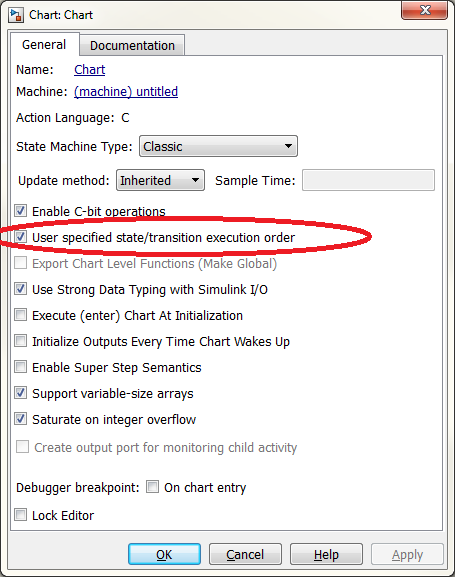 Chart: Chart
General Documentation
Name: Chart
Machine: (machine) untitled
Action Language: C
State Machine Type: Classic
Update method: Inherited Sample Time:
Enable C-bit operations
User specified state/transition execution order
Export Chart Level Functions (Make Global)
Use Strong Data Typing with Simulink I/O
Execute (enter) Chart At Initialization
Initialize Outputs Every Time Chart Wakes Up
Enable Super Step Semantics
Support variable-size arrays
Saturate on integer overflow
Create output port for monitoring child activity
Debugger breakpoint: On chart entry
Lock Editor
OK Cancel Help Apply